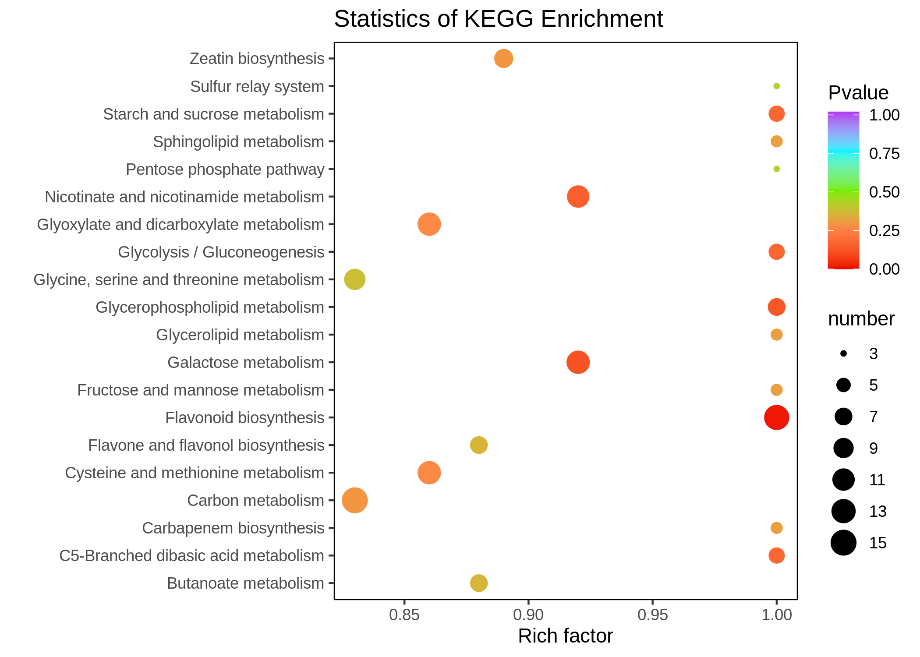 Statistics of KEGG Enrichment
Zeatin biosynthesis
Sulfur relay system
Starch and sucrose metabolism
Sphingolipid metabolism
Pentose phosphate pathway
Nicotinate and nicotinamide metabolism
Glyoxylate and dicarboxylate metabolism
Glycolysis / Gluconeogenesis
Glycine, serine and threonine metabolism
Glycerophospholipid metabolism
Glycerolipid metabolism
Galactose metabolism
Fructose and mannose metabolism
Flavonoid biosynthesis
Flavone and flavonol biosynthesis
Cysteine and methionine metabolism
Carbon metabolism
Carbapenem biosynthesis
C5-Branched dibasic acid metabolism
Butanoate metabolism
0.85 0.90 0.95 1.00
Rich factor
Pvalue
1.00
0.75
0.50
0.25
0.00
number
3
5
7
9
11
13
15